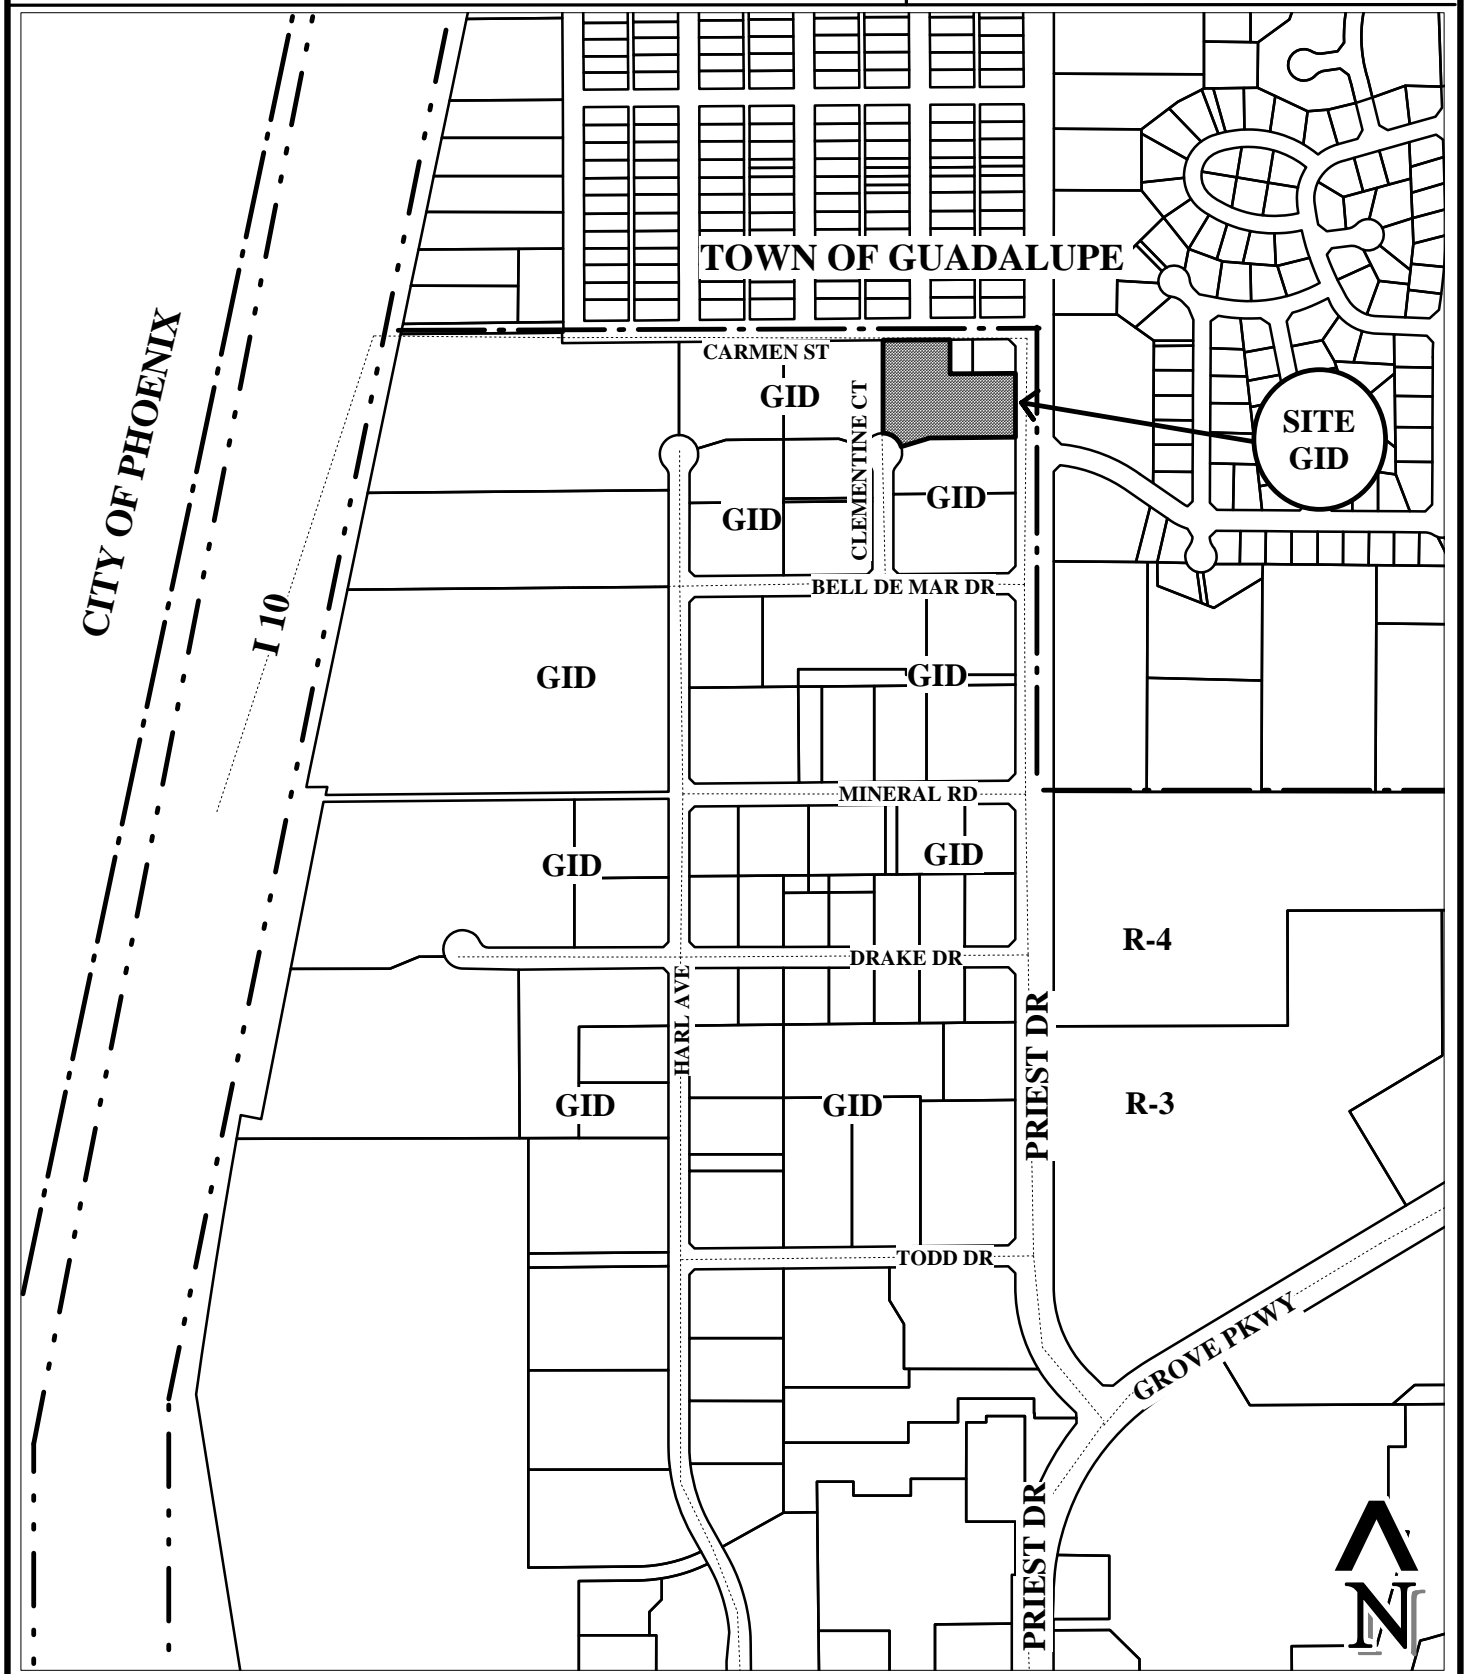 TOWN OF GUADALUPE
CITY OF PHOENIX
CARMEN ST
GID
CLEMENTINE CT
SITE
GID
GID
GID
BELL DE MAR DR
I 10
GID
GID
MINERAL RD
GID
GID
R-4
DRAKE DR
HARL AVE
PRIEST DR
GID
GID
R-3
TODD DR
GROVE PKWY
PRIEST DR
N